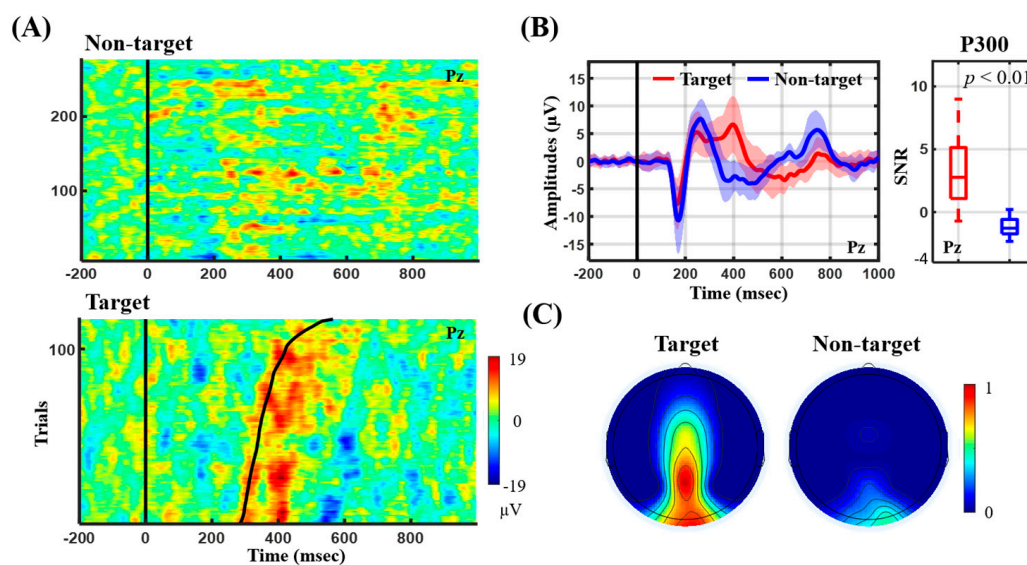 (A)
Non-target
Pz
200
100
-200 0 200 400 600 800
Target
Pz
100
Trials
-200 0 200 400 600 800
Time (msec)
19
0
-19
µV
(B)
Target Non-target
15
10
5
0
-5
-10
-15
Amplitudes (µV)
Pz
-200 0 200 400 600 800 1000
Time (msec)
P300
p < 0.01
10
5
0
-4
SNR
Pz
(C)
Target Non-target
1
0